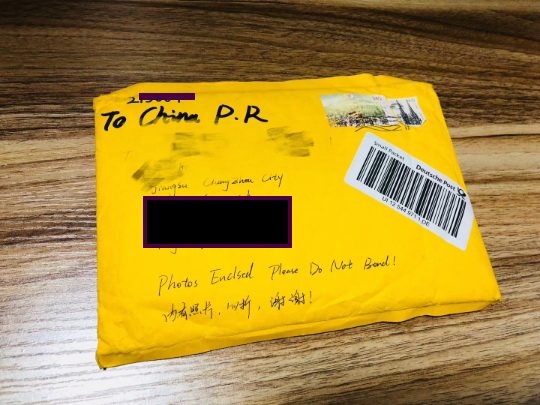 To China P.R
Small Packet
Deutsche Post
Jiangsu Changzhou City
Photos Enclsed Please Do Not Bend!
内有照片，勿折，谢谢！